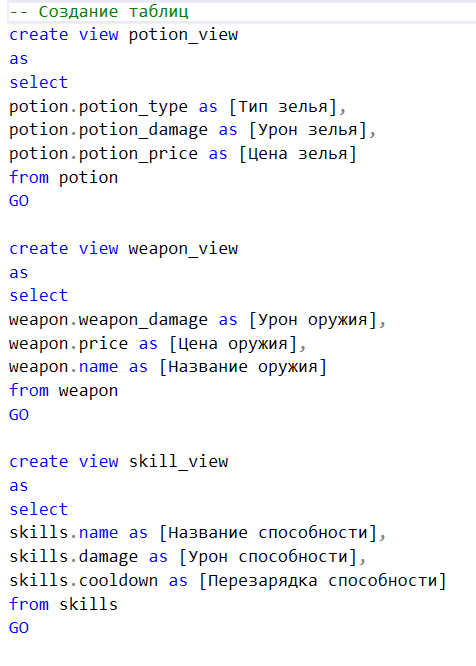 -- Создание таблиц
create view potion_view
as
select
potion.potion_type as [Тип зелья],
potion.potion_damage as [Урон зелья],
potion.potion_price as [Цена зелья]
from potion
GO

create view weapon_view
as
select
weapon.weapon_damage as [Урон оружия],
weapon.price as [Цена оружия],
weapon.name as [Название оружия]
from weapon
GO

create view skill_view
as
select
skills.name as [Название способности],
skills.damage as [Урон способности],
skills.cooldown as [Перезарядка способности]
from skills
GO